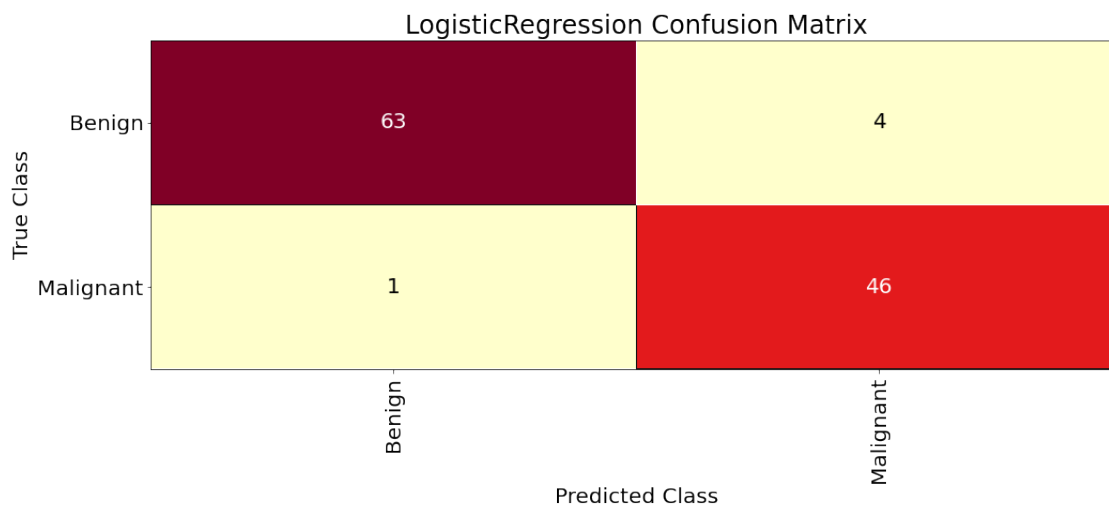 LogisticRegression Confusion Matrix
True Class
Benign
63
4
Malignant
1
46
Benign
Malignant
Predicted Class